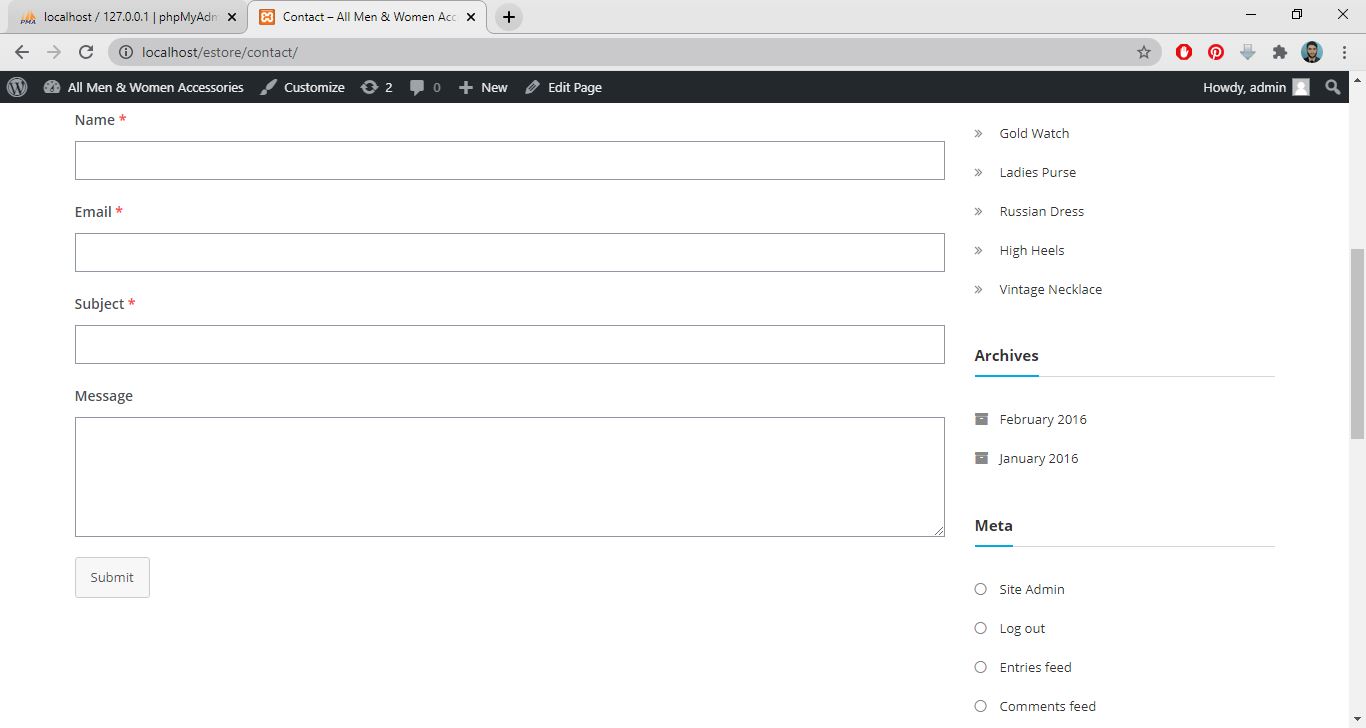 localhost / 127.0.0.1 | phpMyAdm
Contact – All Men & Women Acc
localhost/estore/contact/
All Men & Women Accessories Customize 2 0 New Edit Page Howdy, admin
Name *
Email *
Subject *
Message
Submit
Gold Watch
Ladies Purse
Russian Dress
High Heels
Vintage Necklace
Archives
February 2016
January 2016
Meta
Site Admin
Log out
Entries feed
Comments feed